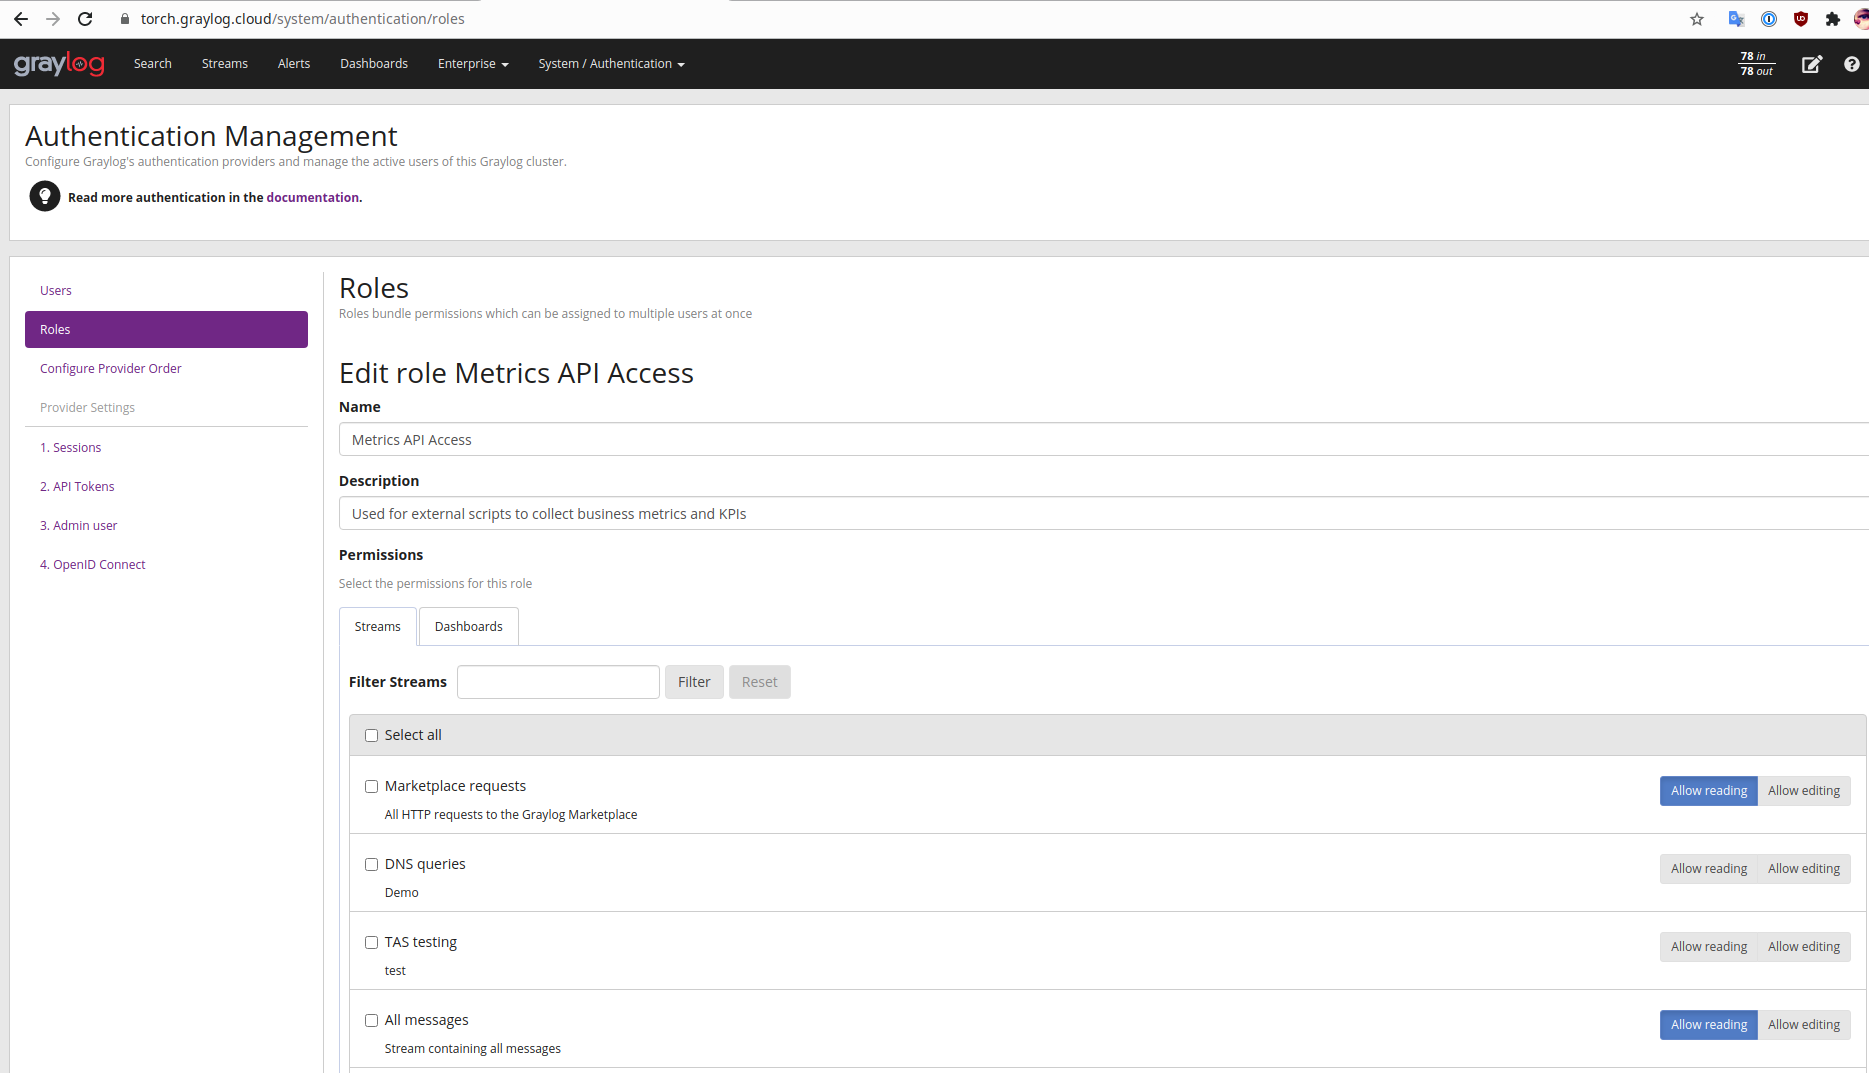 torch.graylog.cloud/system/authentication/roles
graylog Search Streams Alerts Dashboards Enterprise System / Authentication 78 in
78 out
Authentication Management
Configure Graylog's authentication providers and manage the active users of this Graylog cluster.
Read more authentication in the documentation.
Users
Roles
Configure Provider Order
Provider Settings
1. Sessions
2. API Tokens
3. Admin user
4. OpenID Connect
Roles
Roles bundle permissions which can be assigned to multiple users at once
Edit role Metrics API Access
Name
Metrics API Access
Description
Used for external scripts to collect business metrics and KPIs
Permissions
Select the permissions for this role
Streams Dashboards
Filter Streams Filter Reset
Select all
Marketplace requests Allow reading Allow editing
All HTTP requests to the Graylog Marketplace
DNS queries Allow reading Allow editing
Demo
TAS testing Allow reading Allow editing
test
All messages Allow reading Allow editing
Stream containing all messages